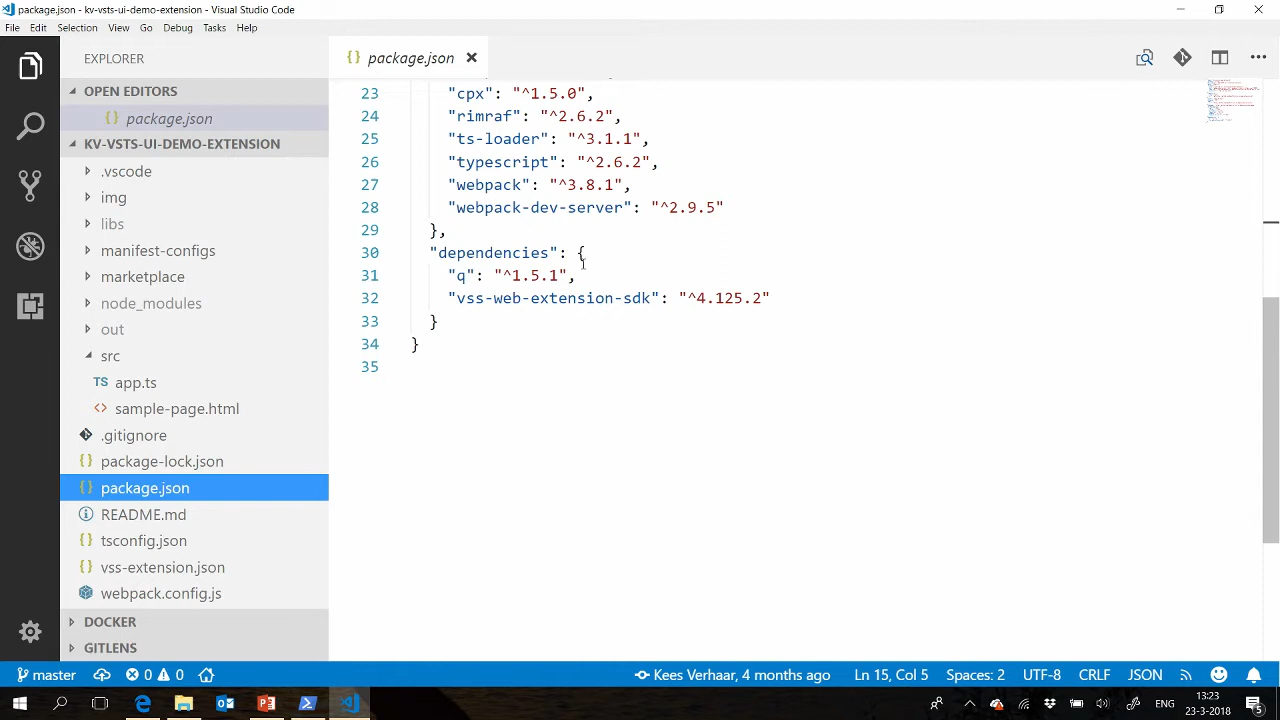 package.json - kv-vsts-ui-demo-extension - Visual Studio Code
File Edit Selection View Go Debug Tasks Help
EXPLORER
OPEN EDITORS
{} package.json
KV-VSTS-UI-DEMO-EXTENSION
.vscode
img
libs
manifest-configs
marketplace
node_modules
out
src
TS app.ts
<> sample-page.html
.gitignore
{} package-lock.json
{} package.json
README.md
{} tsconfig.json
{} vss-extension.json
webpack.config.js
DOCKER
GITLENS
{} package.json
23 "cpx": "^1.5.0",
24 "rimraf": "^2.6.2",
25 "ts-loader": "^3.1.1",
26 "typescript": "^2.6.2",
27 "webpack": "^3.8.1",
28 "webpack-dev-server": "^2.9.5"
29 },
30 "dependencies": {
31 "q": "^1.5.1",
32 "vss-web-extension-sdk": "^4.125.2"
33 }
34 }
35
master 0 0 Kees Verhaar, 4 months ago Ln 15, Col 5 Spaces: 2 UTF-8 CRLF JSON
ENG 13:23
23-3-2018
5